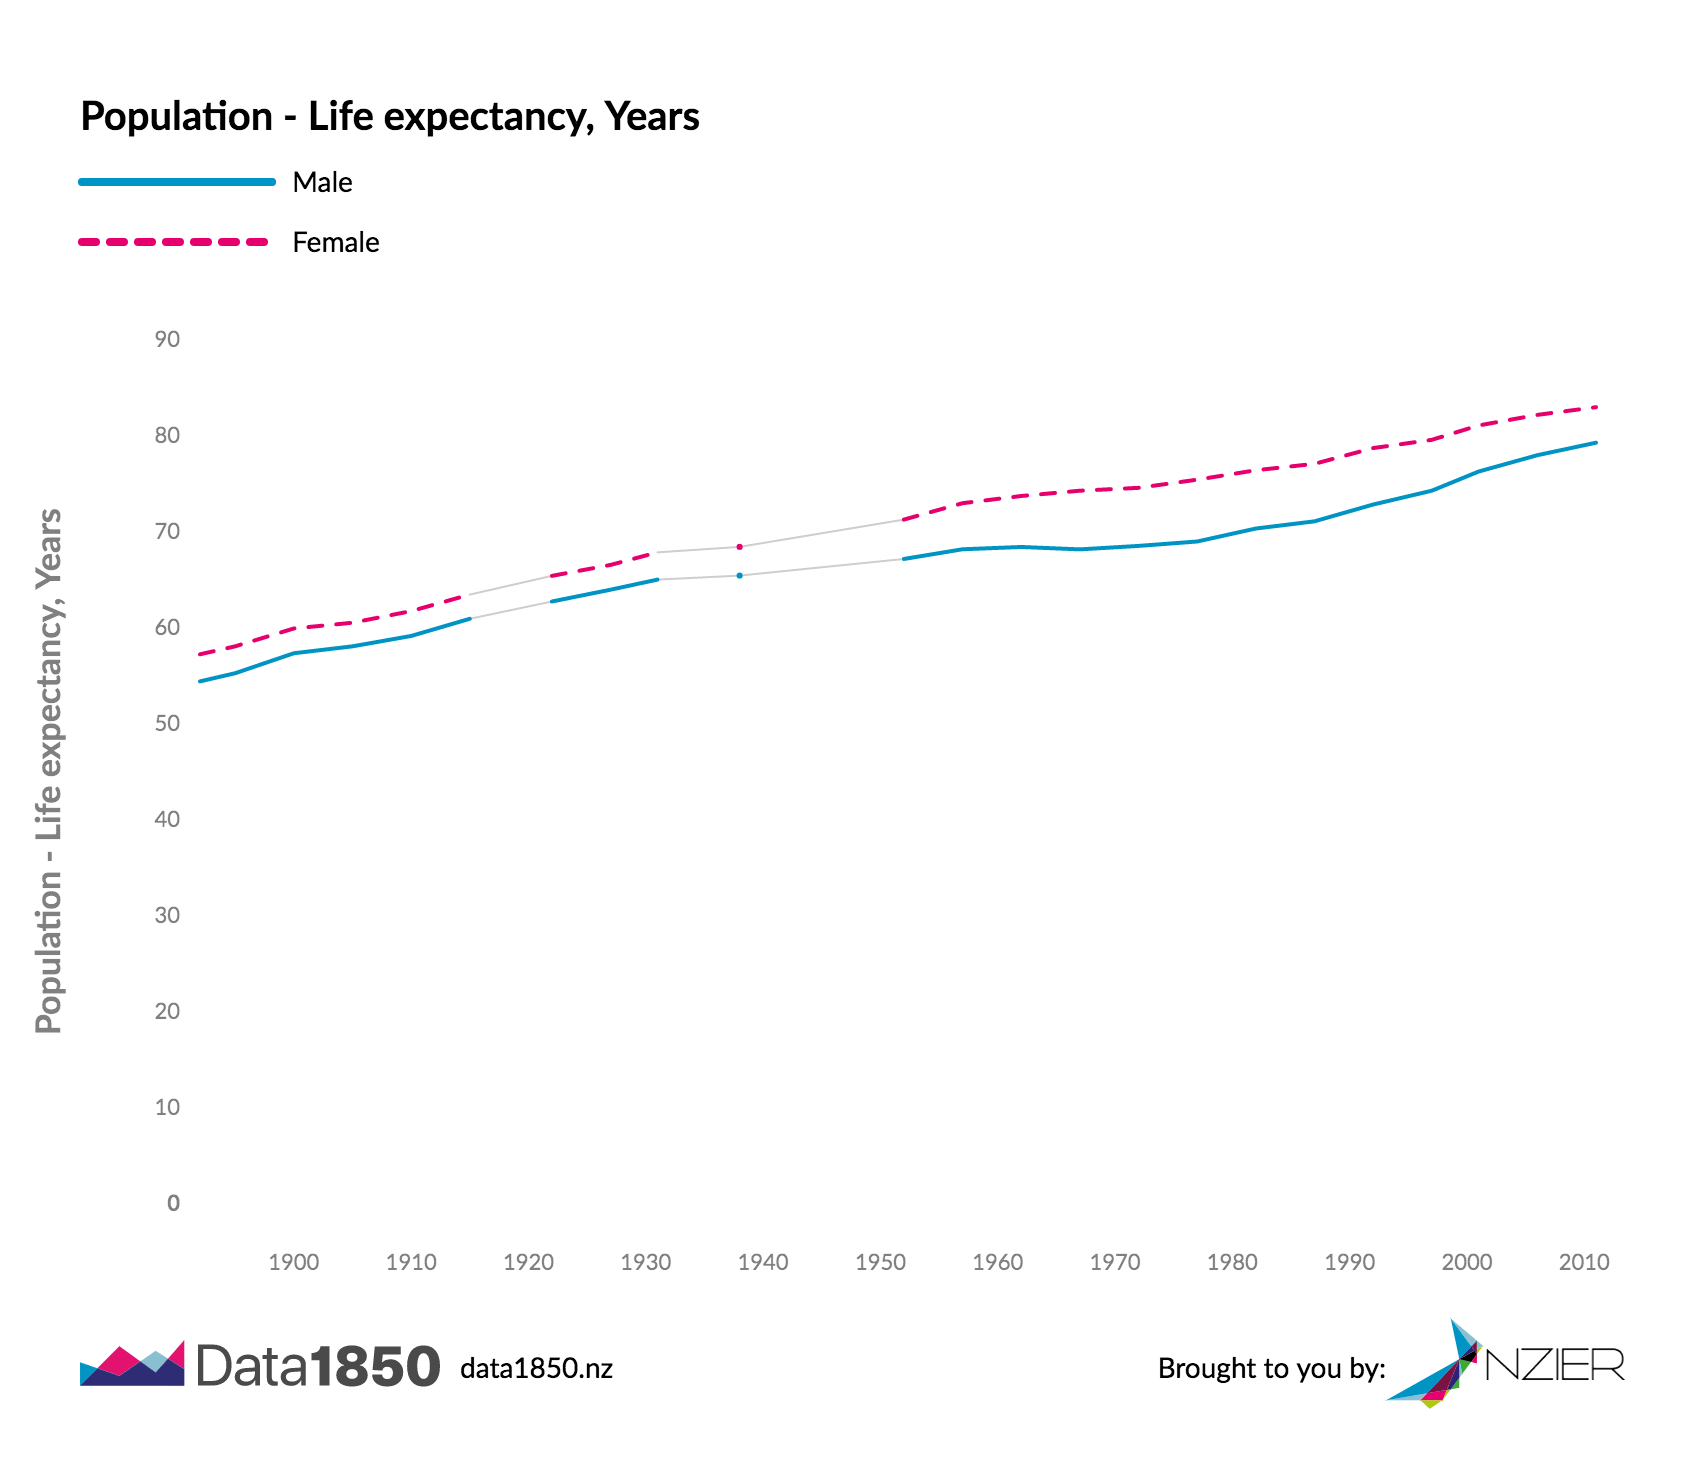 Population - Life expectancy, Years
Male
Female
90
80
70
60
50
40
30
20
10
0
Population - Life expectancy, Years
1900 1910 1920 1930 1940 1950 1960 1970 1980 1990 2000 2010
Data1850 data1850.nz Brought to you by: NZIER